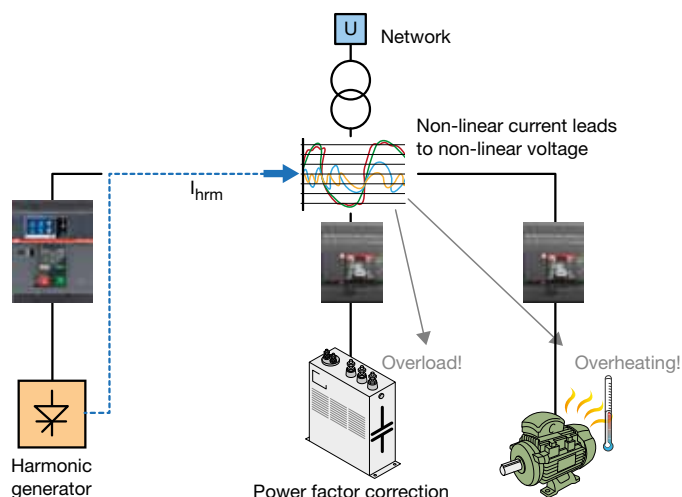 U
Network
Non-linear current leads
to non-linear voltage
Ihrm
Overload!
Overheating!
Harmonic
generator
Power factor correction